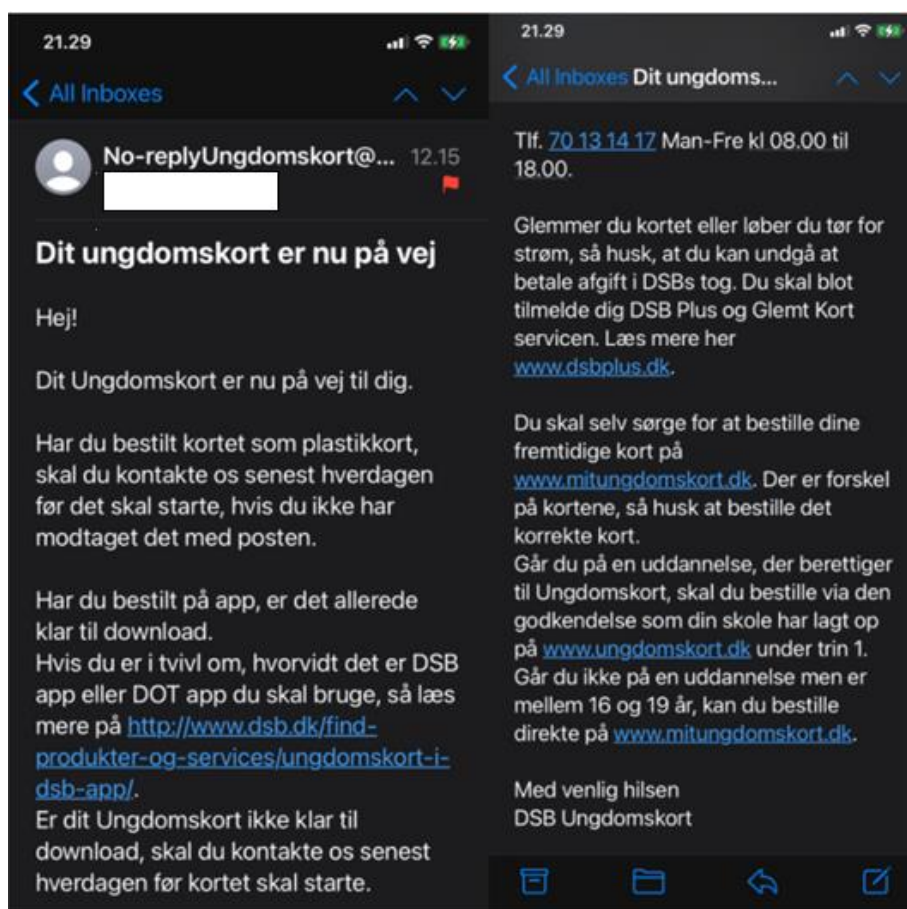 21.29
All Inboxes
No-replyUngdomskort@... 12.15
Dit ungdomskort er nu på vej
Hej!
Dit Ungdomskort er nu på vej til dig.
Har du bestilt kortet som plastikkort,
skal du kontakte os senest hverdagen
før det skal starte, hvis du ikke har
modtaget det med posten.
Har du bestilt på app, er det allerede
klar til download.
Hvis du er i tvivl om, hvorvidt det er DSB
app eller DOT app du skal bruge, så læs
mere på http://www.dsb.dk/find-
produkter-og-services/ungdomskort-i-
dsb-app/.
Er dit Ungdomskort ikke klar til
download, skal du kontakte os senest
hverdagen før kortet skal starte.
21.29
All Inboxes Dit ungdoms...
Tlf. 70 13 14 17 Man-Fre kl 08.00 til
18.00.
Glemmer du kortet eller løber du tør for
strøm, så husk, at du kan undgå at
betale afgift i DSBs tog. Du skal blot
tilmelde dig DSB Plus og Glemt Kort
servicen. Læs mere her
www.dsbplus.dk.
Du skal selv sørge for at bestille dine
fremtidige kort på
www.mitungdomskort.dk. Der er forskel
på kortene, så husk at bestille det
korrekte kort.
Går du på en uddannelse, der berettiger
til Ungdomskort, skal du bestille via den
godkendelse som din skole har lagt op
på www.ungdomskort.dk under trin 1.
Går du ikke på en uddannelse men er
mellem 16 og 19 år, kan du bestille
direkte på www.mitungdomskort.dk.
Med venlig hilsen
DSB Ungdomskort